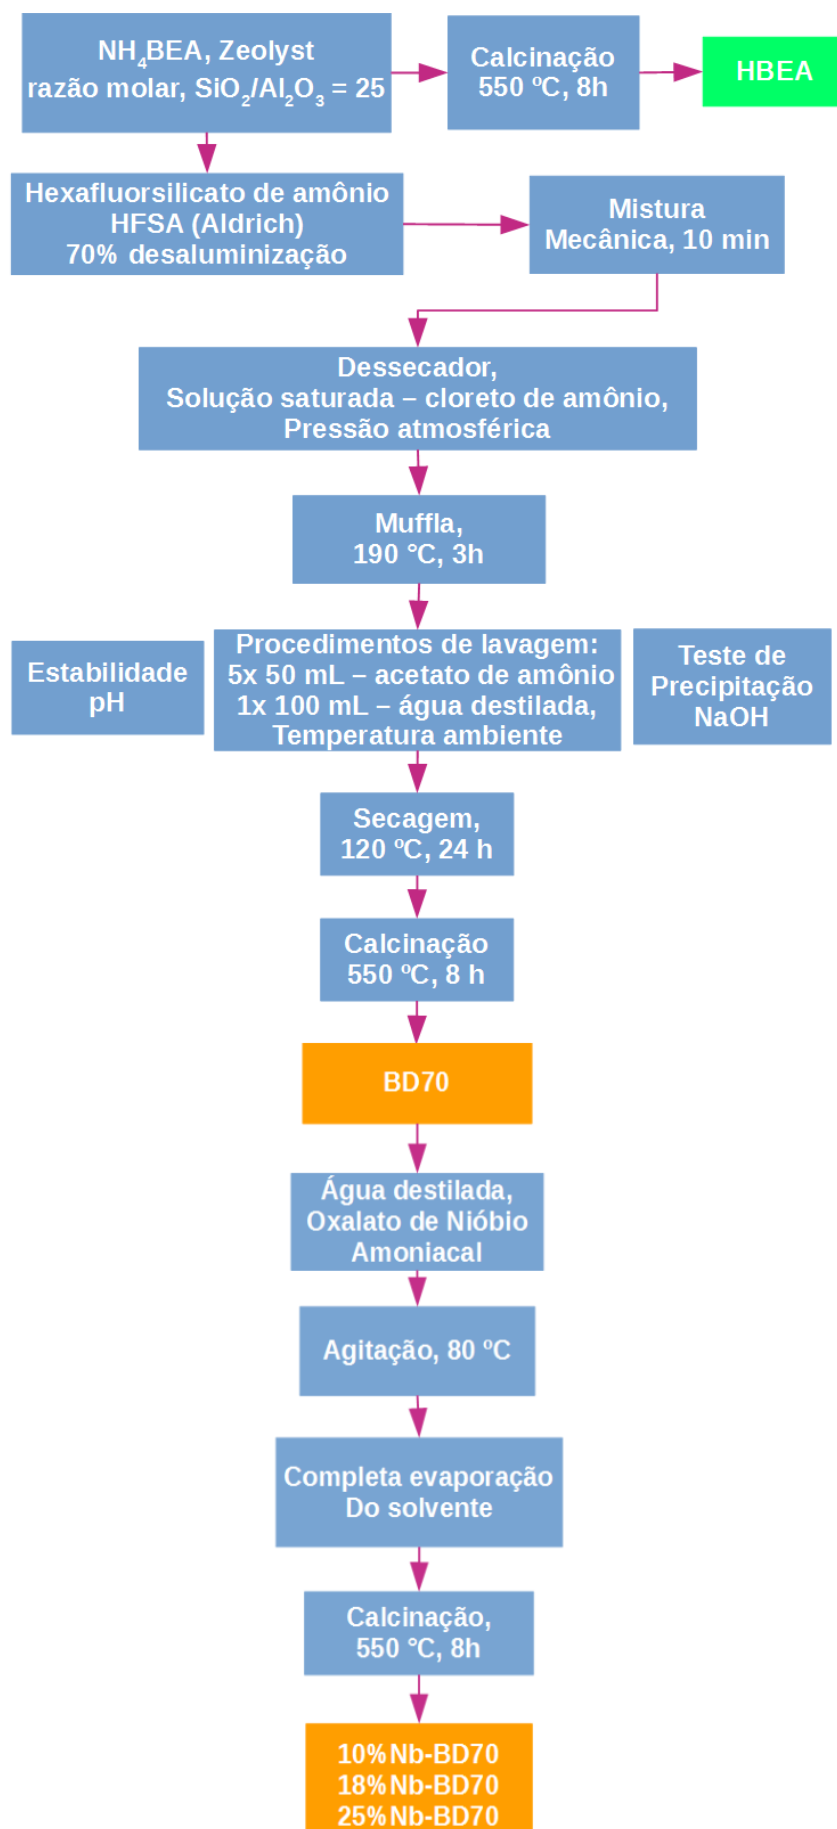 NH₄BEA, Zeolyst
razão molar, SiO₂/Al₂O₃ = 25
Calcinação
550 ºC, 8h
HBEA
Hexafluorsilicato de amônio
HFSA (Aldrich)
70% desaluminização
Mistura
Mecânica, 10 min
Dessecador,
Solução saturada – cloreto de amônio,
Pressão atmosférica
Muffla,
190 °C, 3h
Estabilidade
pH
Procedimentos de lavagem:
5x 50 mL – acetato de amônio
1x 100 mL – água destilada,
Temperatura ambiente
Teste de
Precipitação
NaOH
Secagem,
120 ºC, 24 h
Calcinação
550 ºC, 8 h
BD70
Água destilada,
Oxalato de Nióbio
Amoniacal
Agitação, 80 ºC
Completa evaporação
Do solvente
Calcinação,
550 °C, 8h
10%Nb-BD70
18%Nb-BD70
25%Nb-BD70